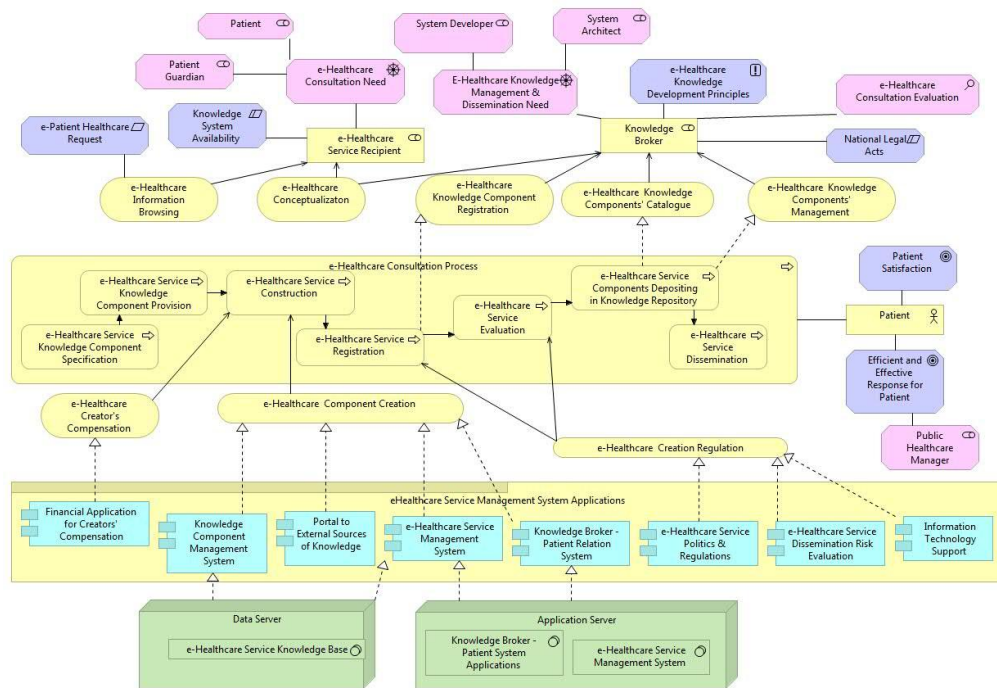 Patient
System Developer
System
Architect
Patient
Guardian
e-Healthcare
Consultation Need
E-Healthcare Knowledge
Management &
Dissemination Need
e-Healthcare
Knowledge
Development Principles
e-Healthcare
Consultation Evaluation
e-Patient Healthcare
Request
Knowledge
System
Availability
e-Healthcare
Service Recipient
Knowledge
Broker
National Legal
Acts
e-Healthcare
Information
Browsing
e-Healthcare
Conceptualizaton
e-Healthcare
Knowledge Component
Registration
e-Healthcare Knowledge
Components' Catalogue
e-Healthcare Knowledge
Components'
Management
e-Healthcare Consultation Process
e-Healthcare Service
Knowledge
Component Provision
e-Healthcare Service
Construction
e-Healthcare Service
Components Depositing
in Knowledge Repository
e-Healthcare
Service
Evaluation
e-Healthcare Service
Knowledge Component
Specification
e-Healthcare Service
Registration
e-Healthcare
Service
Dissemination
Patient
Satisfaction
Patient
Efficient and
Effective
Response for
Patient
Public
Healthcare
Manager
e-Healthcare
Creator's
Compensation
e-Healthcare Component Creation
e-Healthcare Creation Regulation
eHealthcare Service Management System Applications
Financial Application
for Creators'
Compensation
Knowledge
Component
Management
System
Portal to
External Sources
of Knowledge
e-Healthcare Service
Management
System
Knowledge Broker -
Patient Relation
System
e-Healthcare Service
Politics &
Regulations
e-Healthcare Service
Dissemination Risk
Evaluation
Information
Technology
Support
Data Server
e-Healthcare Service Knowledge Base
Application Server
Knowledge Broker -
Patient System
Applications
e-Healthcare Service
Management System